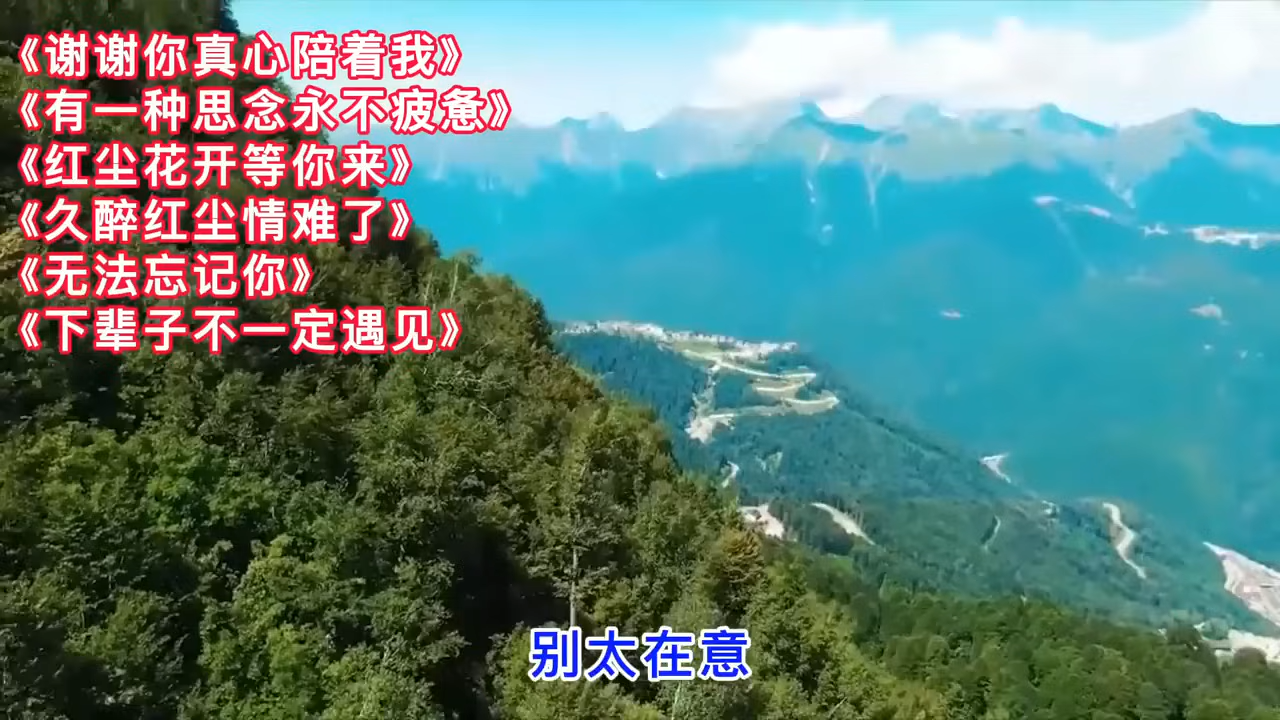 《谢谢你真心陪着我》
《有一种思念永不疲惫》
《红尘花开等你来》
《久醉红尘情难了》
《无法忘记你》
《下辈子不一定遇见》
别太在意